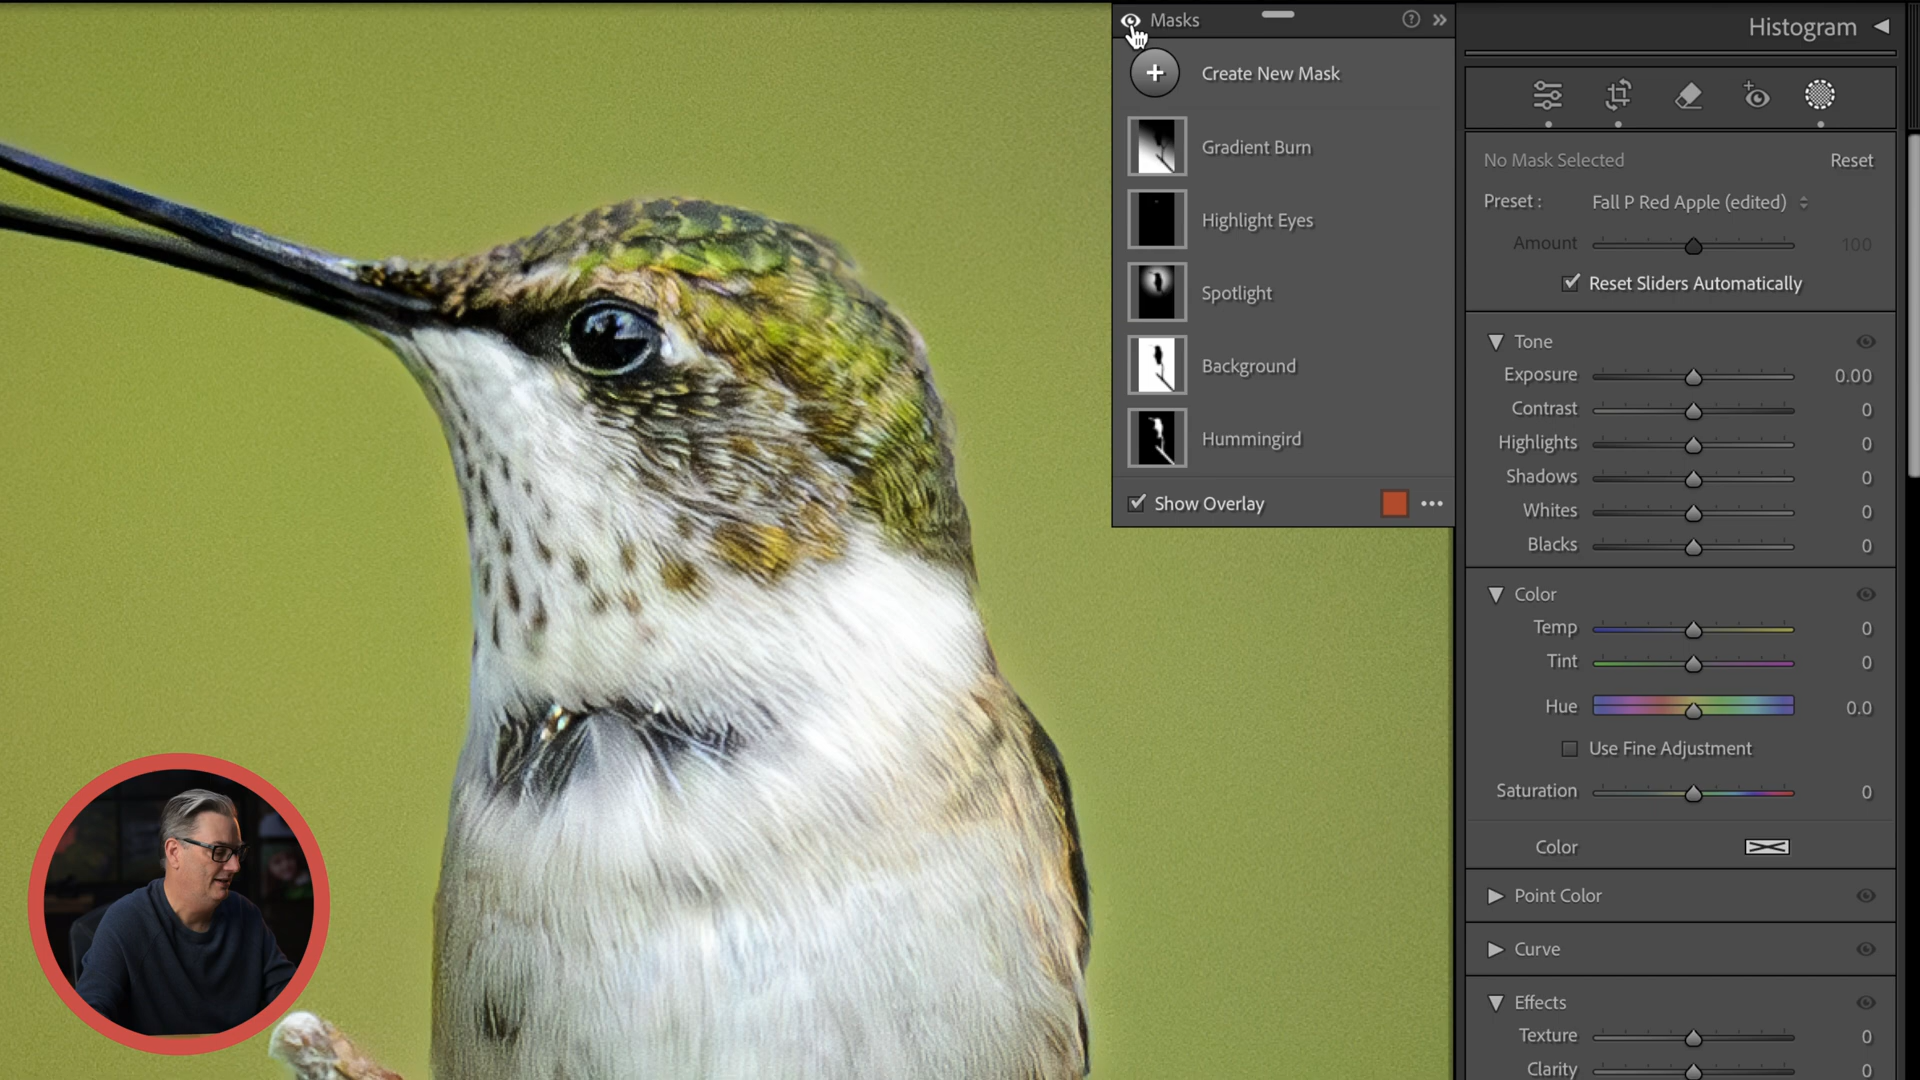 Masks
Create New Mask
Gradient Burn
Highlight Eyes
Spotlight
Background
Hummingird
Show Overlay
Histogram
No Mask Selected Reset
Preset : Fall P Red Apple (edited)
Amount 100
Reset Sliders Automatically
Tone
Exposure 0.00
Contrast 0
Highlights 0
Shadows 0
Whites 0
Blacks 0
Color
Temp 0
Tint 0
Hue 0.0
Use Fine Adjustment
Saturation 0
Color
Point Color
Curve
Effects
Texture 0
Clarity 0